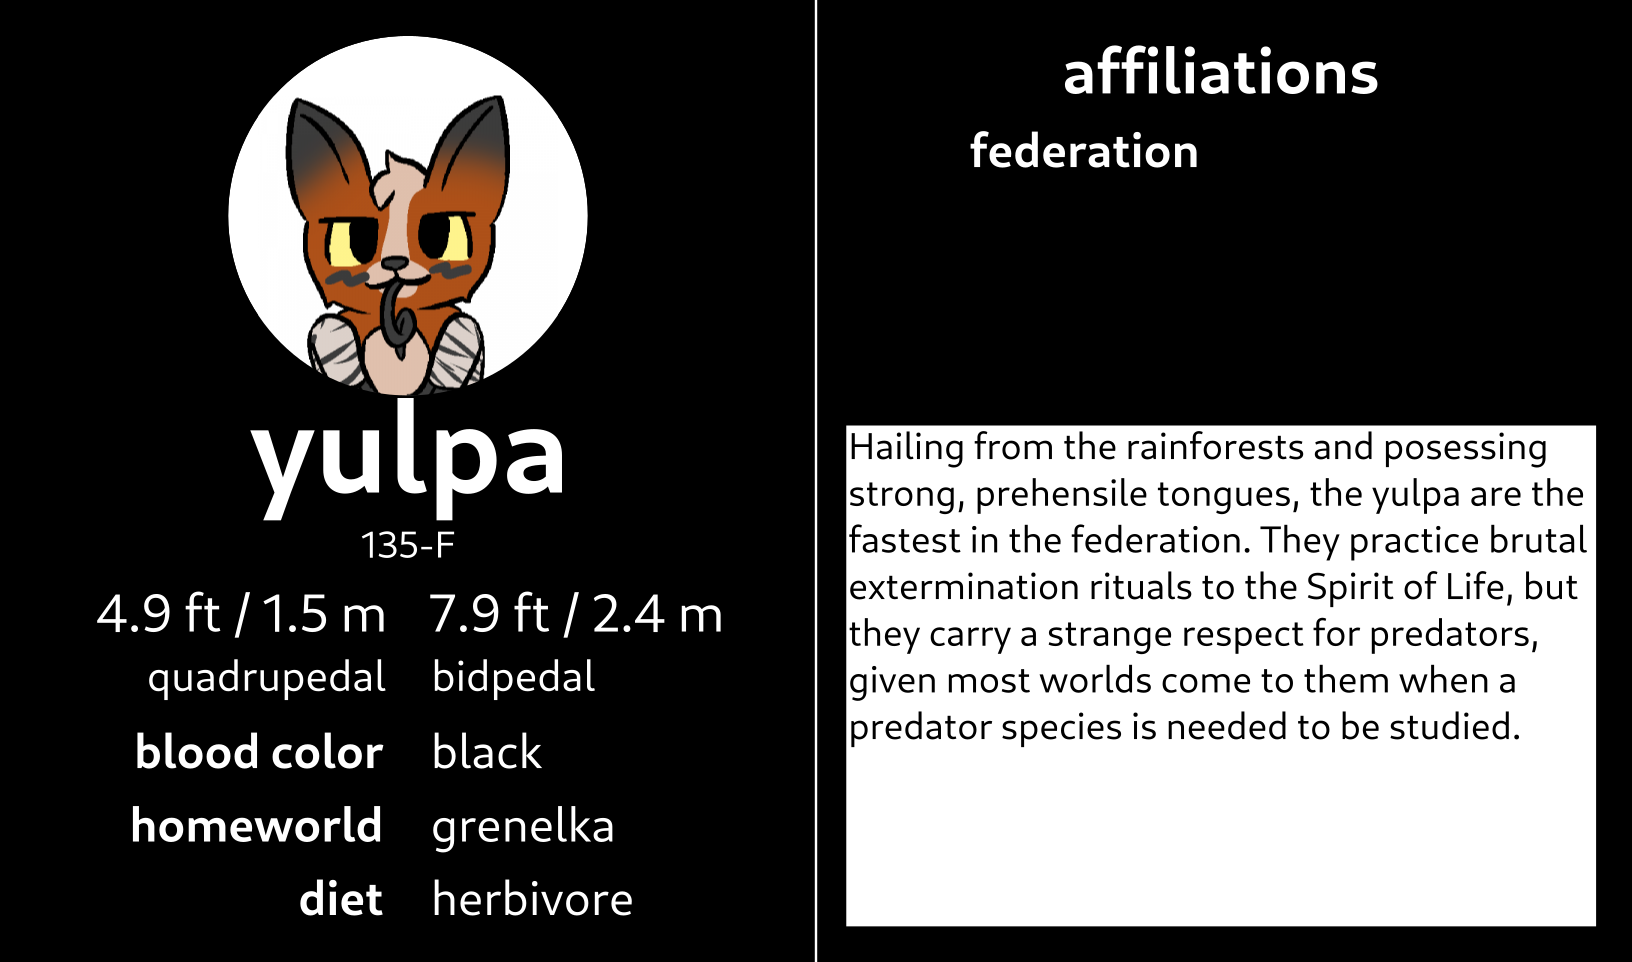 yulpa
135-F
4.9 ft / 1.5 m 7.9 ft / 2.4 m
quadrupedal bidpedal
blood color black
homeworld grenelka
diet herbivore
affiliations
federation
Hailing from the rainforests and posessing
strong, prehensile tongues, the yulpa are the
fastest in the federation. They practice brutal
extermination rituals to the Spirit of Life, but
they carry a strange respect for predators,
given most worlds come to them when a
predator species is needed to be studied.